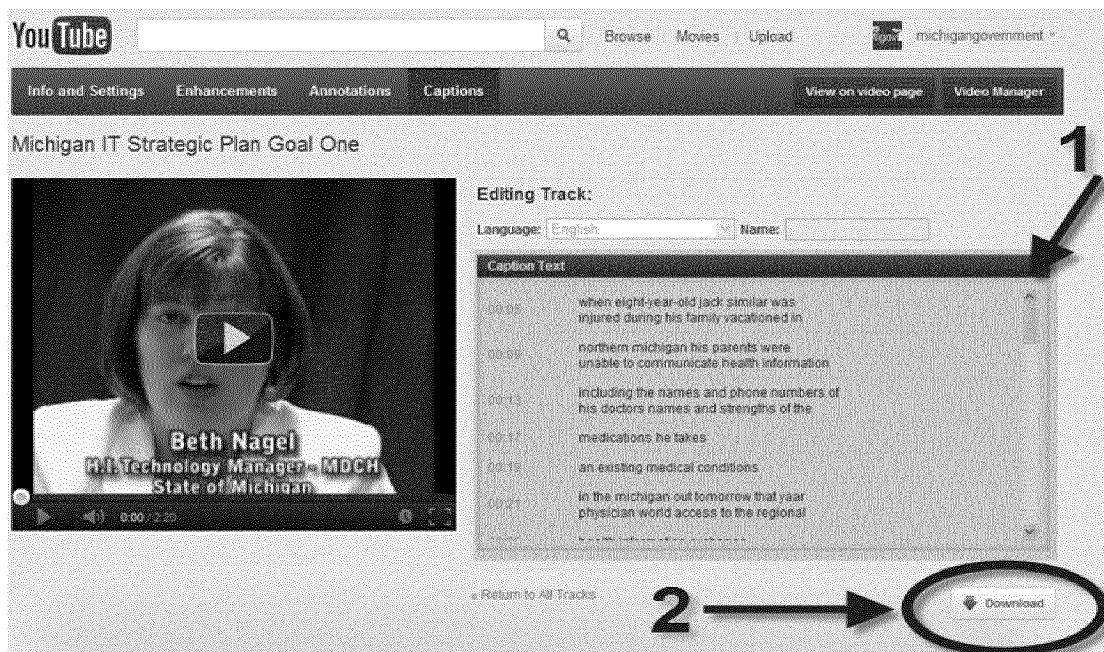 YouTube
Browse Movies Upload michigangovernment
Info and Settings Enhancements Annotations Captions View on video page Video Manager
Michigan IT Strategic Plan Goal One
1
Editing Track:
Language: English Name:
Caption Text
00:05 when eight-year-old jack similar was
injured during his family vacationed in
00:09 northern michigan his parents were
unable to communicate health information
00:13 including the names and phone numbers of
his doctors names and strengths of the
00:17 medications he takes
00:19 an existing medical conditions
00:21 in the michigan out tomorrow that yaar
physician world access to the regional
health information exchange
Beth Nagel
H.I. Technology Manager - MDCH
State of Michigan
0:00 / 2:20
« Return to All Tracks
2
Download